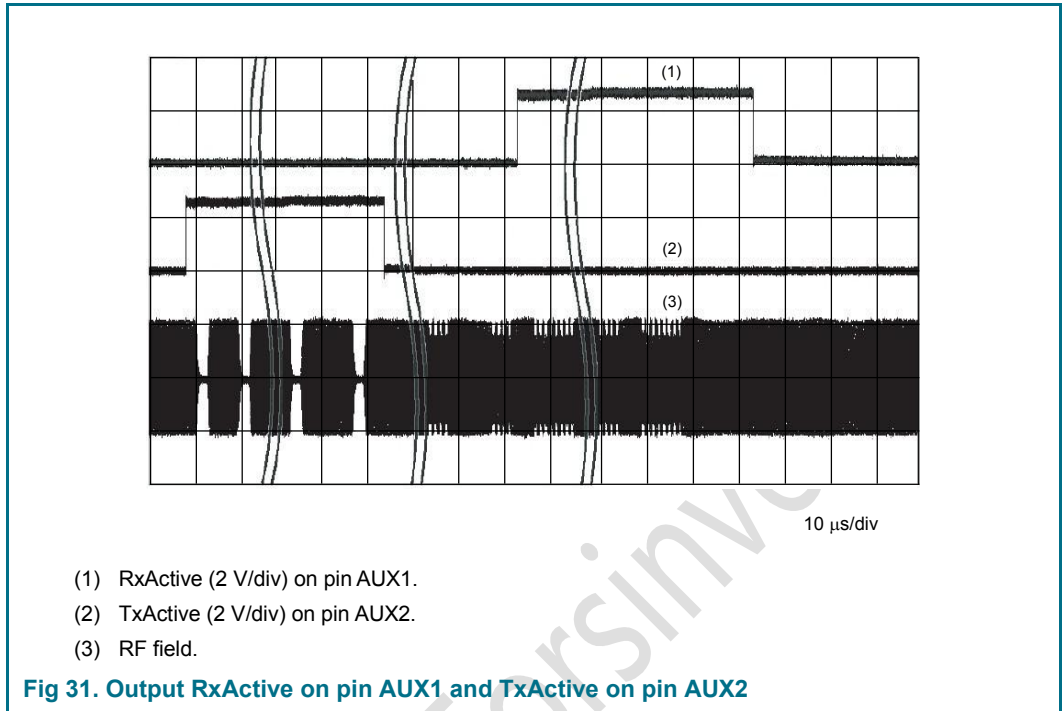 (1)
(2)
(3)
10 μs/div
(1) RxActive (2 V/div) on pin AUX1.
(2) TxActive (2 V/div) on pin AUX2.
(3) RF field.
Fig 31. Output RxActive on pin AUX1 and TxActive on pin AUX2